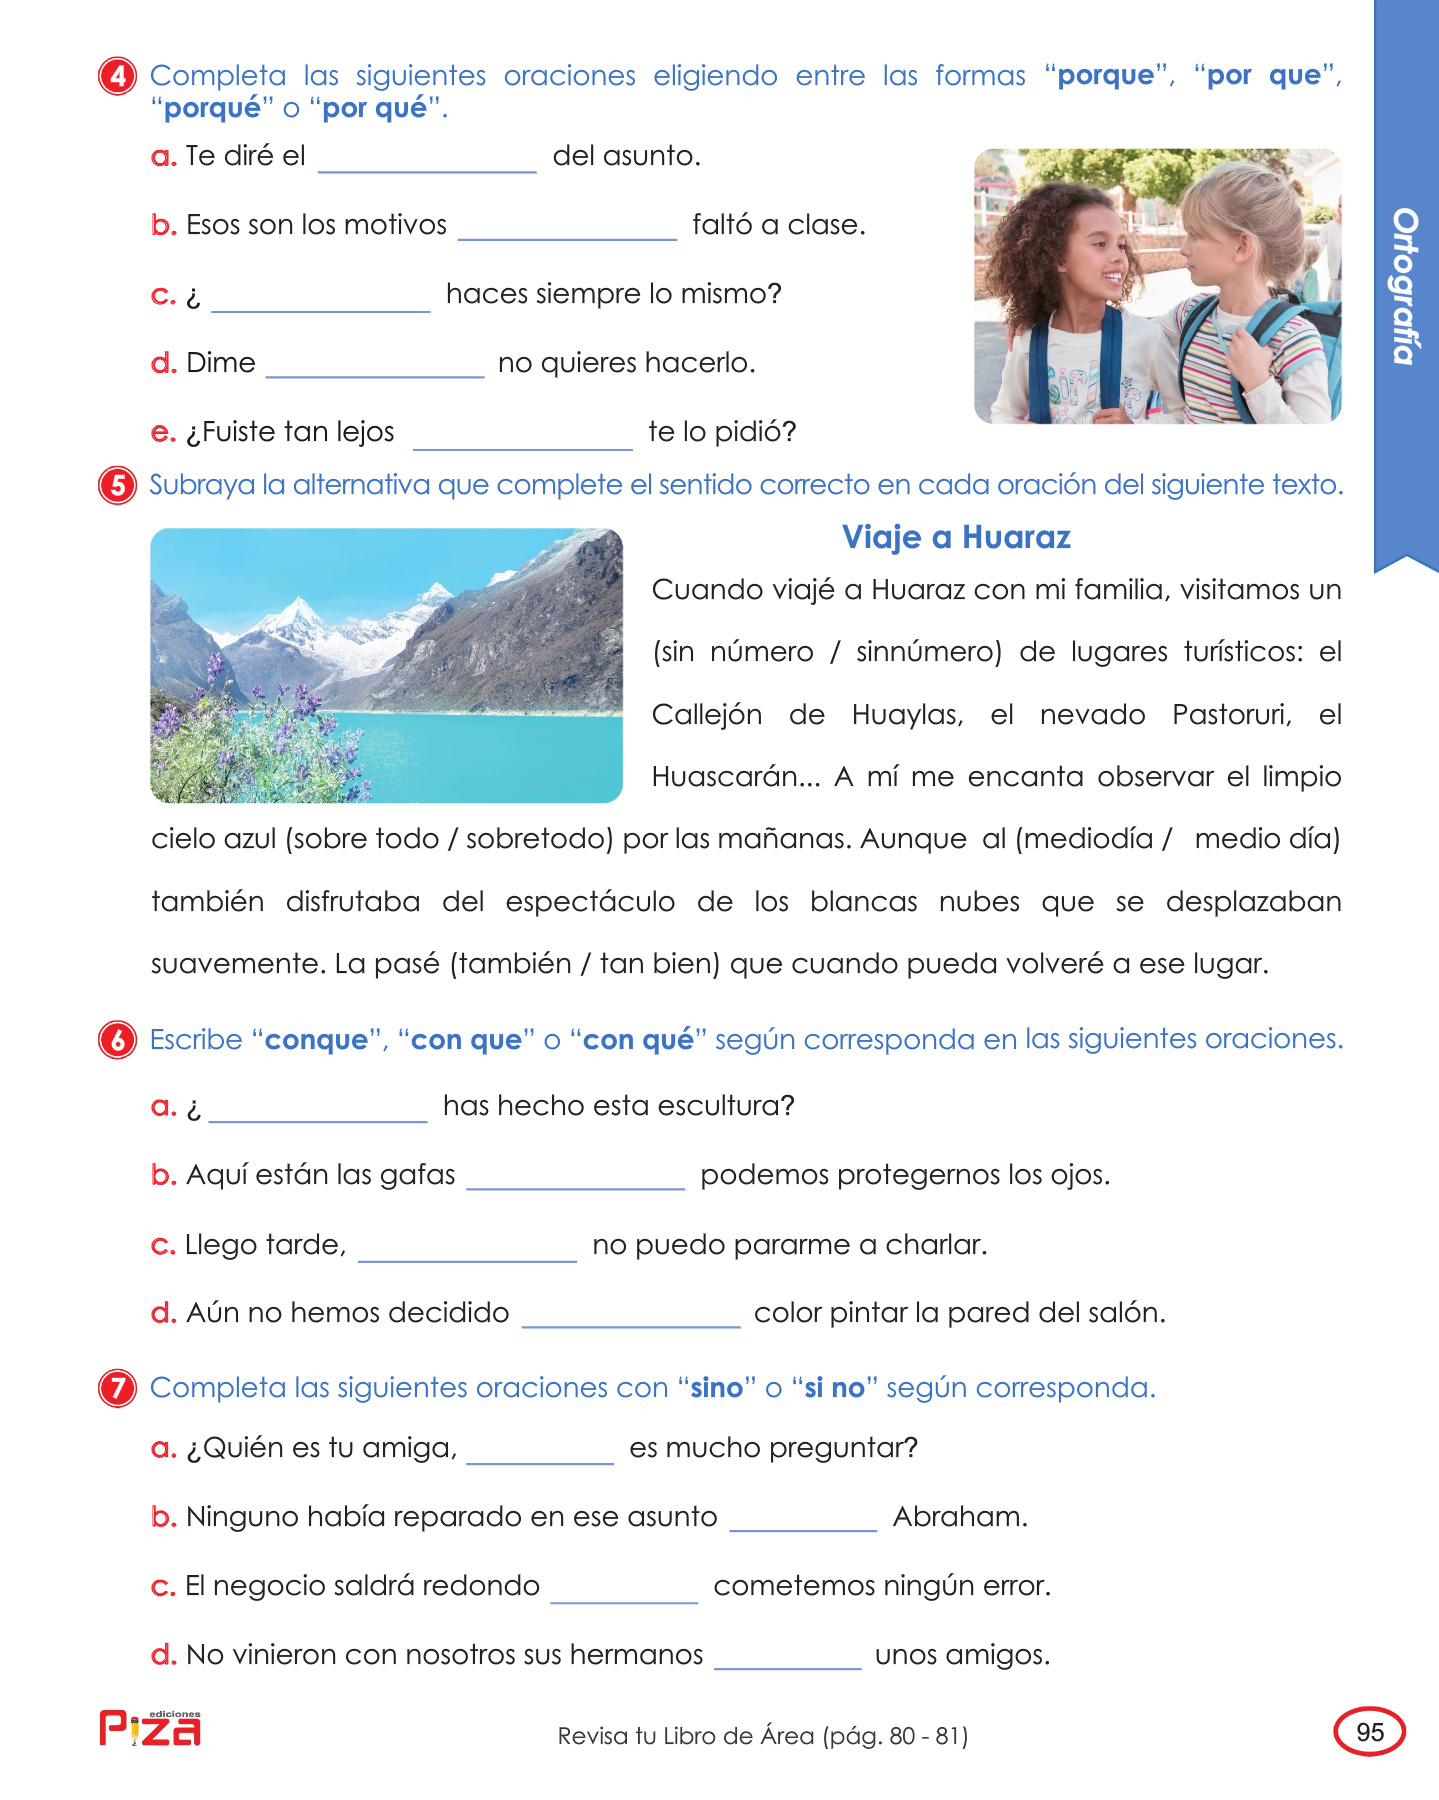 4 Completa las siguientes oraciones eligiendo entre las formas “porque”, “por que”,
“porqué” o “por qué”.
a. Te diré el ______________ del asunto.
b. Esos son los motivos ______________ faltó a clase.
c. ¿ ______________ haces siempre lo mismo?
d. Dime ______________ no quieres hacerlo.
e. ¿Fuiste tan lejos ______________ te lo pidió?
Ortografía
5 Subraya la alternativa que complete el sentido correcto en cada oración del siguiente texto.
Viaje a Huaraz
Cuando viajé a Huaraz con mi familia, visitamos un
(sin número / sinnúmero) de lugares turísticos: el
Callejón de Huaylas, el nevado Pastoruri, el
Huascarán... A mí me encanta observar el limpio
cielo azul (sobre todo / sobretodo) por las mañanas. Aunque al (mediodía / medio día)
también disfrutaba del espectáculo de los blancas nubes que se desplazaban
suavemente. La pasé (también / tan bien) que cuando pueda volveré a ese lugar.
6 Escribe “conque”, “con que” o “con qué” según corresponda en las siguientes oraciones.
a. ¿ ______________ has hecho esta escultura?
b. Aquí están las gafas ______________ podemos protegernos los ojos.
c. Llego tarde, ______________ no puedo pararme a charlar.
d. Aún no hemos decidido ______________ color pintar la pared del salón.
7 Completa las siguientes oraciones con “sino” o “si no” según corresponda.
a. ¿Quién es tu amiga, __________ es mucho preguntar?
b. Ninguno había reparado en ese asunto __________ Abraham.
c. El negocio saldrá redondo __________ cometemos ningún error.
d. No vinieron con nosotros sus hermanos __________ unos amigos.
ediciones
Piza
Revisa tu Libro de Área (pág. 80 - 81)
95